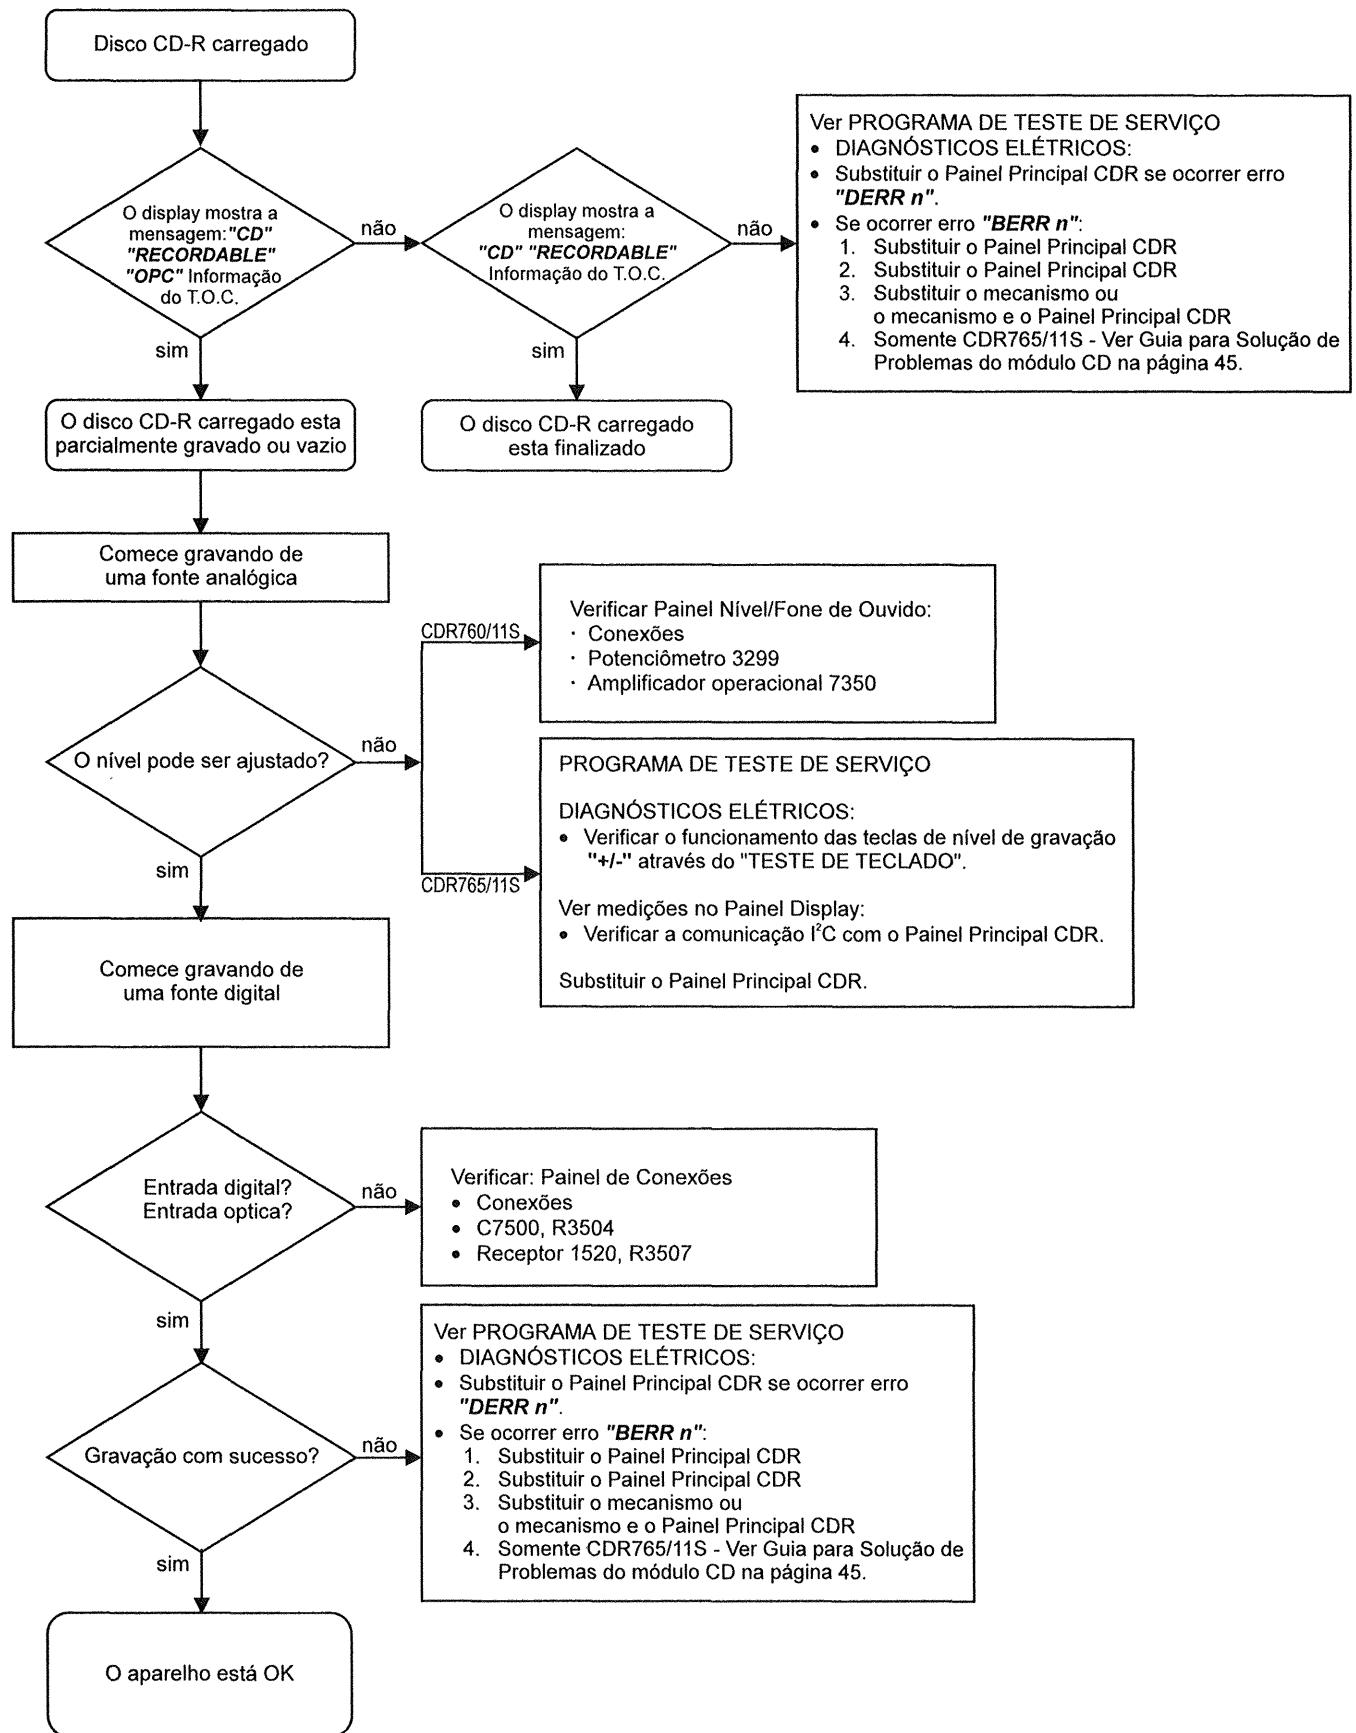 Disco CD-R carregado
O display mostra a
mensagem:"CD"
"RECORDABLE"
"OPC" Informação
do T.O.C.
não
O display mostra a
mensagem:
"CD" "RECORDABLE"
Informação do T.O.C.
não
Ver PROGRAMA DE TESTE DE SERVIÇO
• DIAGNÓSTICOS ELÉTRICOS:
• Substituir o Painel Principal CDR se ocorrer erro
"DERR n".
• Se ocorrer erro "BERR n":
1. Substituir o Painel Principal CDR
2. Substituir o Painel Principal CDR
3. Substituir o mecanismo ou
o mecanismo e o Painel Principal CDR
4. Somente CDR765/11S - Ver Guia para Solução de
Problemas do módulo CD na página 45.
sim
sim
O disco CD-R carregado esta
parcialmente gravado ou vazio
O disco CD-R carregado
esta finalizado
Comece gravando de
uma fonte analógica
O nível pode ser ajustado?
não
CDR760/11S
Verificar Painel Nível/Fone de Ouvido:
· Conexões
· Potenciômetro 3299
· Amplificador operacional 7350
CDR765/11S
PROGRAMA DE TESTE DE SERVIÇO
DIAGNÓSTICOS ELÉTRICOS:
• Verificar o funcionamento das teclas de nível de gravação
"+/-" através do "TESTE DE TECLADO".
Ver medições no Painel Display:
• Verificar a comunicação I²C com o Painel Principal CDR.
Substituir o Painel Principal CDR.
sim
Comece gravando de
uma fonte digital
Entrada digital?
Entrada optica?
não
Verificar: Painel de Conexões
• Conexões
• C7500, R3504
• Receptor 1520, R3507
sim
Gravação com sucesso?
não
Ver PROGRAMA DE TESTE DE SERVIÇO
• DIAGNÓSTICOS ELÉTRICOS:
• Substituir o Painel Principal CDR se ocorrer erro
"DERR n".
• Se ocorrer erro "BERR n":
1. Substituir o Painel Principal CDR
2. Substituir o Painel Principal CDR
3. Substituir o mecanismo ou
o mecanismo e o Painel Principal CDR
4. Somente CDR765/11S - Ver Guia para Solução de
Problemas do módulo CD na página 45.
sim
O aparelho está OK